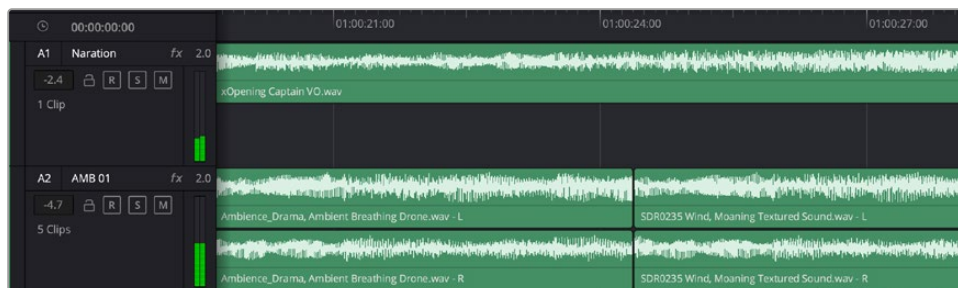 00:00:00:00 01:00:21:00 01:00:24:00 01:00:27:00
A1 Naration fx 2.0
-2.4 R S M
xOpening Captain VO.wav
1 Clip
A2 AMB 01 fx 2.0
-4.7 R S M
Ambience_Drama, Ambient Breathing Drone.wav - L SDR0235 Wind, Moaning Textured Sound.wav - L
5 Clips
Ambience_Drama, Ambient Breathing Drone.wav - R SDR0235 Wind, Moaning Textured Sound.wav - R